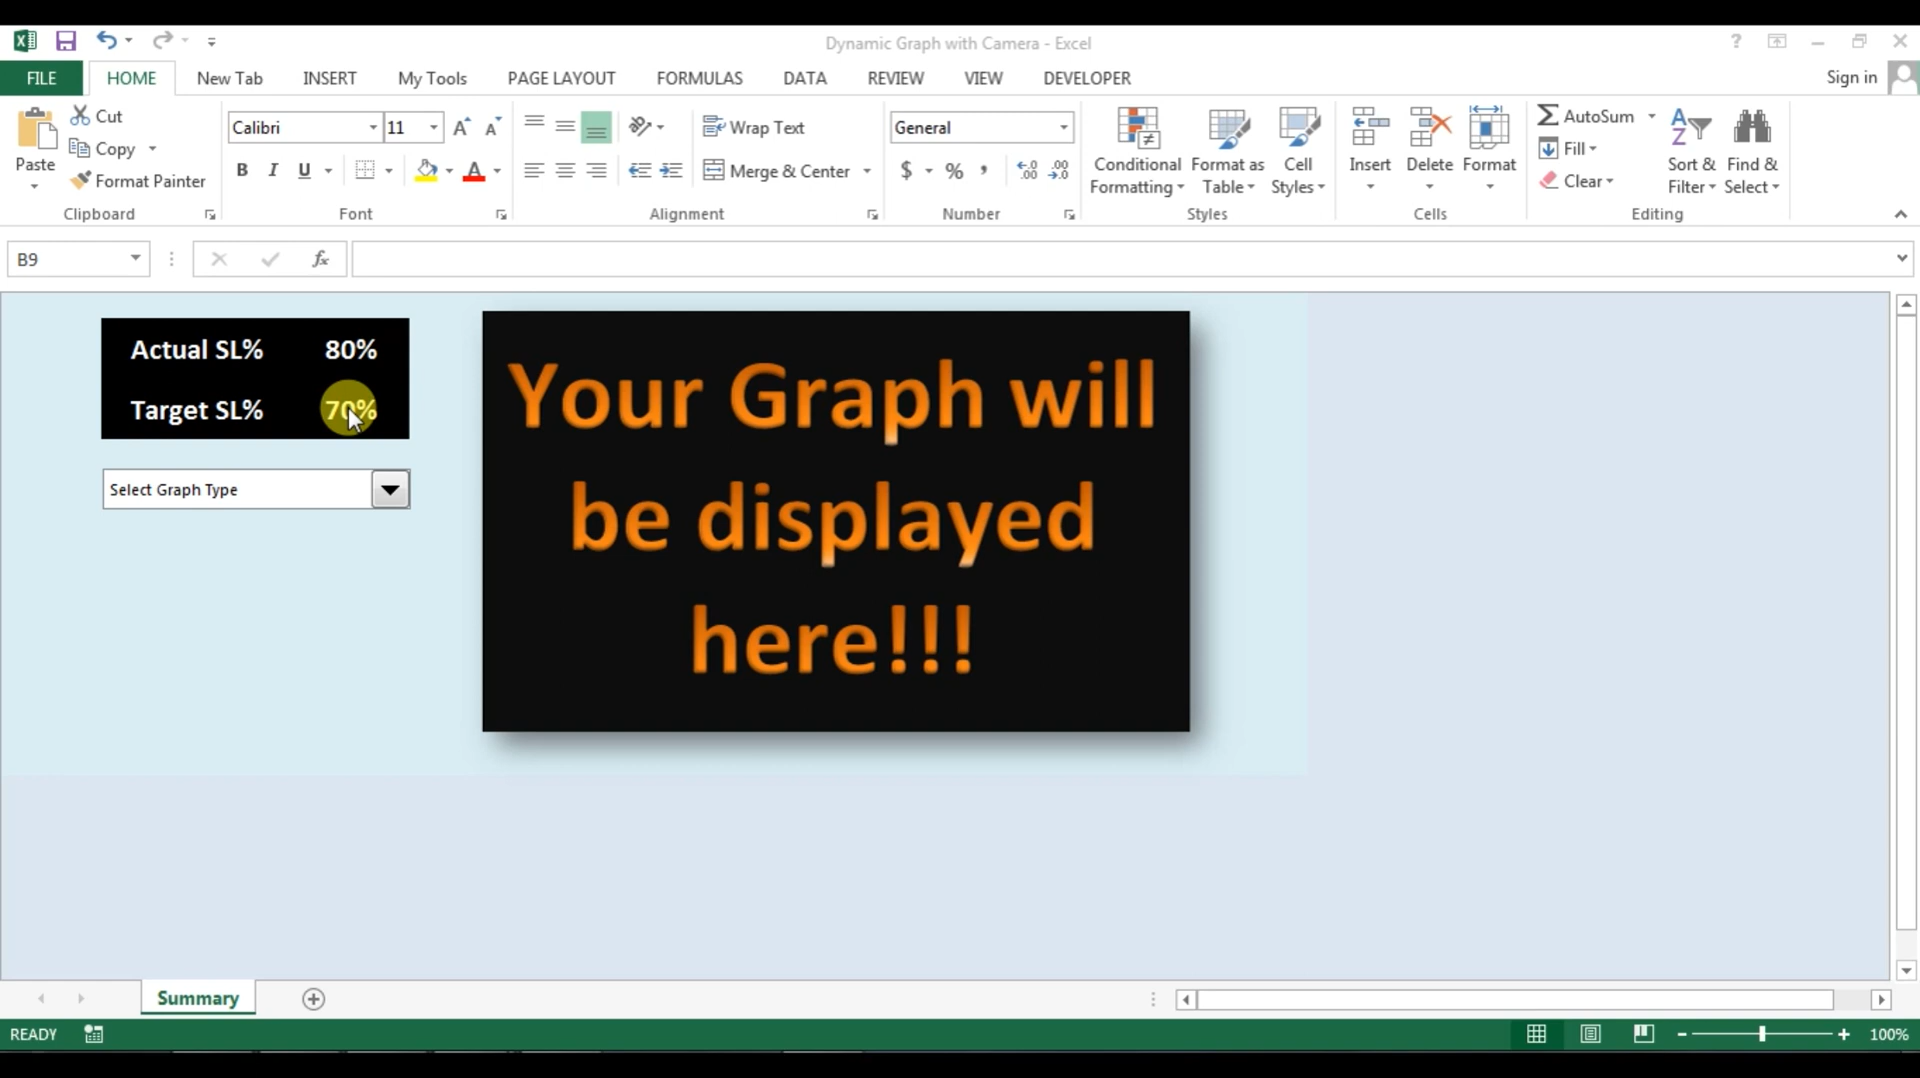 Dynamic Graph with Camera - Excel
?
FILE HOME New Tab INSERT My Tools PAGE LAYOUT FORMULAS DATA REVIEW VIEW DEVELOPER Sign in
Paste
Cut
Copy
Format Painter
Clipboard
Calibri 11
B I U A
Font
Wrap Text
Merge & Center
Alignment
General
$ % ,
Number
Conditional Formatting
Format as Table
Cell Styles
Styles
Insert
Delete
Format
Cells
AutoSum
Fill
Clear
Sort & Filter
Find & Select
Editing
B9
fx
Actual SL% 80%
Target SL% 70%
Select Graph Type
Your Graph will
be displayed
here!!!
Summary
READY
100%